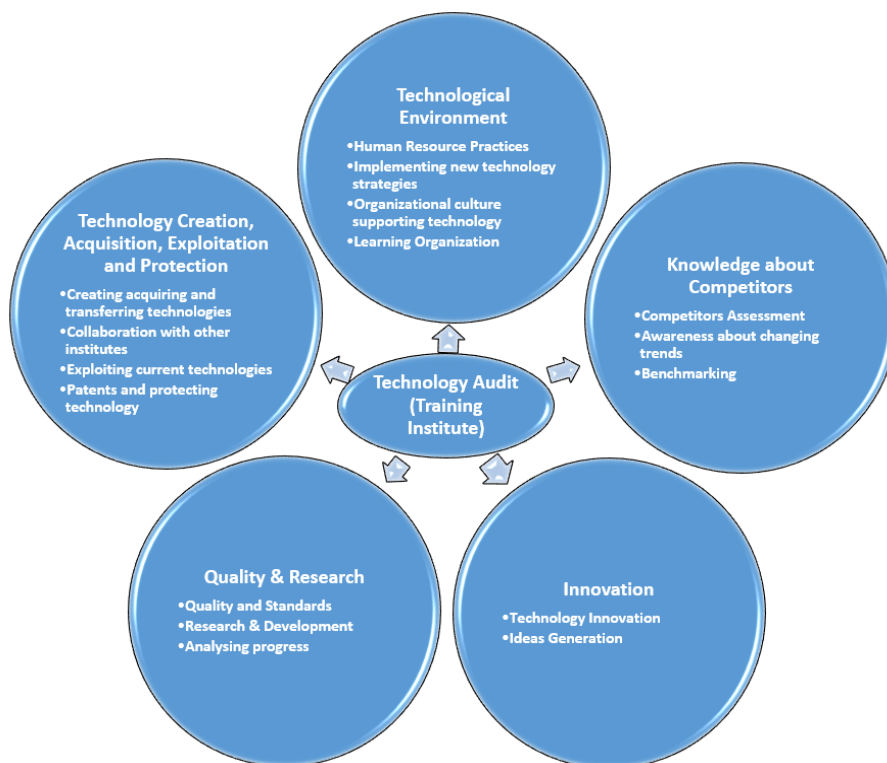 Technological
Environment
•Human Resource Practices
•Implementing new technology
strategies
•Organizational culture
supporting technology
•Learning Organization
Technology Creation,
Acquisition, Exploitation
and Protection
•Creating acquiring and
transferring technologies
•Collaboration with other
institutes
•Exploiting current technologies
•Patents and protecting
technology
Knowledge about
Competitors
•Competitors Assessment
•Awareness about changing
trends
•Benchmarking
Technology Audit
(Training
Institute)
Quality & Research
•Quality and Standards
•Research & Development
•Analysing progress
Innovation
•Technology Innovation
•Ideas Generation